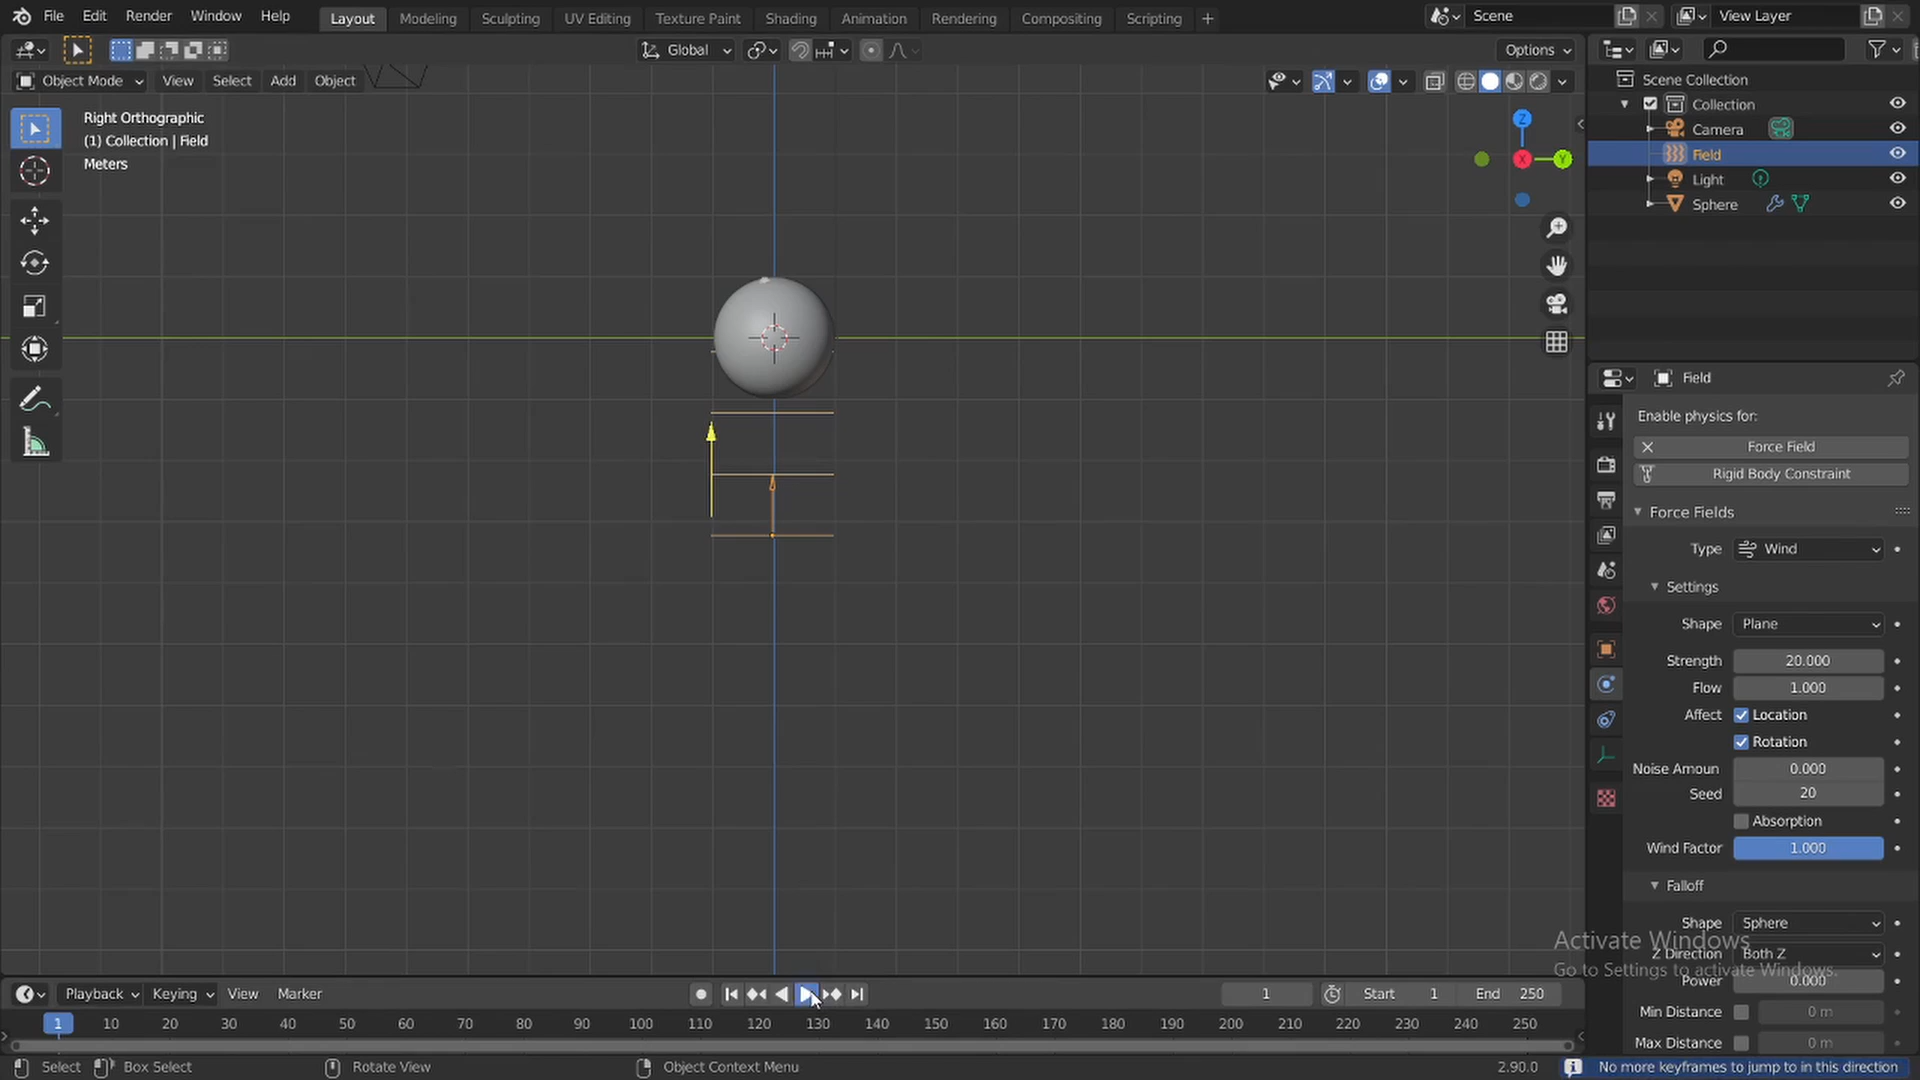 File Edit Render Window Help
Layout Modeling Sculpting UV Editing Texture Paint Shading Animation Rendering Compositing Scripting +
Scene
View Layer
Global
Options
Object Mode View Select Add Object
Right Orthographic
(1) Collection | Field
Meters
Z
X
Y
Scene Collection
Collection
Camera
Field
Light
Sphere
Field
Enable physics for:
Force Field
Rigid Body Constraint
Force Fields
Type Wind
Settings
Shape Plane
Strength 20.000
Flow 1.000
Affect Location
Rotation
Noise Amoun 0.000
Seed 20
Absorption
Wind Factor 1.000
Falloff
Shape Sphere
Activate Windows
Z Direction Both Z
Go to Settings to activate Windows.
Power 0.000
Min Distance 0 m
Max Distance 0 m
Playback Keying View Marker
1 Start 1 End 250
1 10 20 30 40 50 60 70 80 90 100 110 120 130 140 150 160 170 180 190 200 210 220 230 240 250
Select Box Select Rotate View Object Context Menu
2.90.0 No more keyframes to jump to in this direction